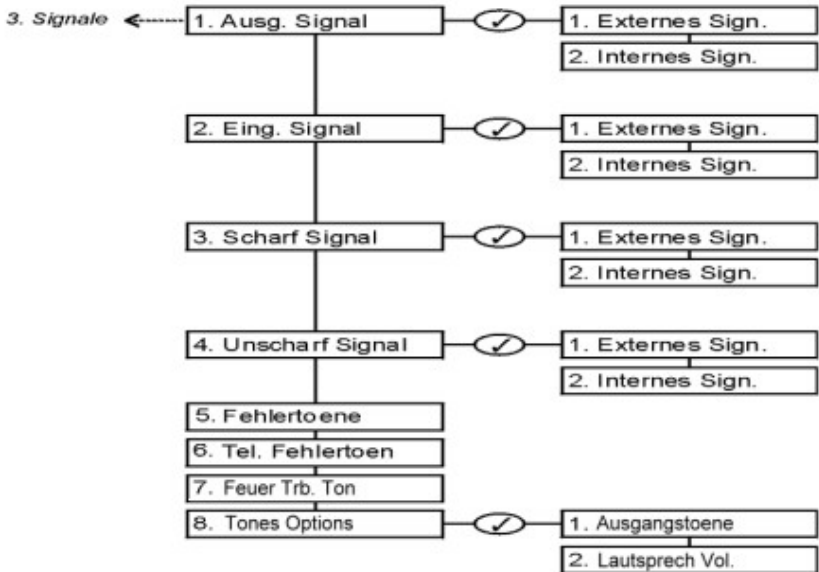 3. Signale
1. Ausg. Signal
1. Externes Sign.
2. Internes Sign.
2. Eing. Signal
1. Externes Sign.
2. Internes Sign.
3. Scharf Signal
1. Externes Sign.
2. Internes Sign.
4. Unscharf Signal
1. Externes Sign.
2. Internes Sign.
5. Fehlertoene
6. Tel. Fehlertoen
7. Feuer Trb. Ton
8. Tones Options
1. Ausgangstoene
2. Lautsprech Vol.